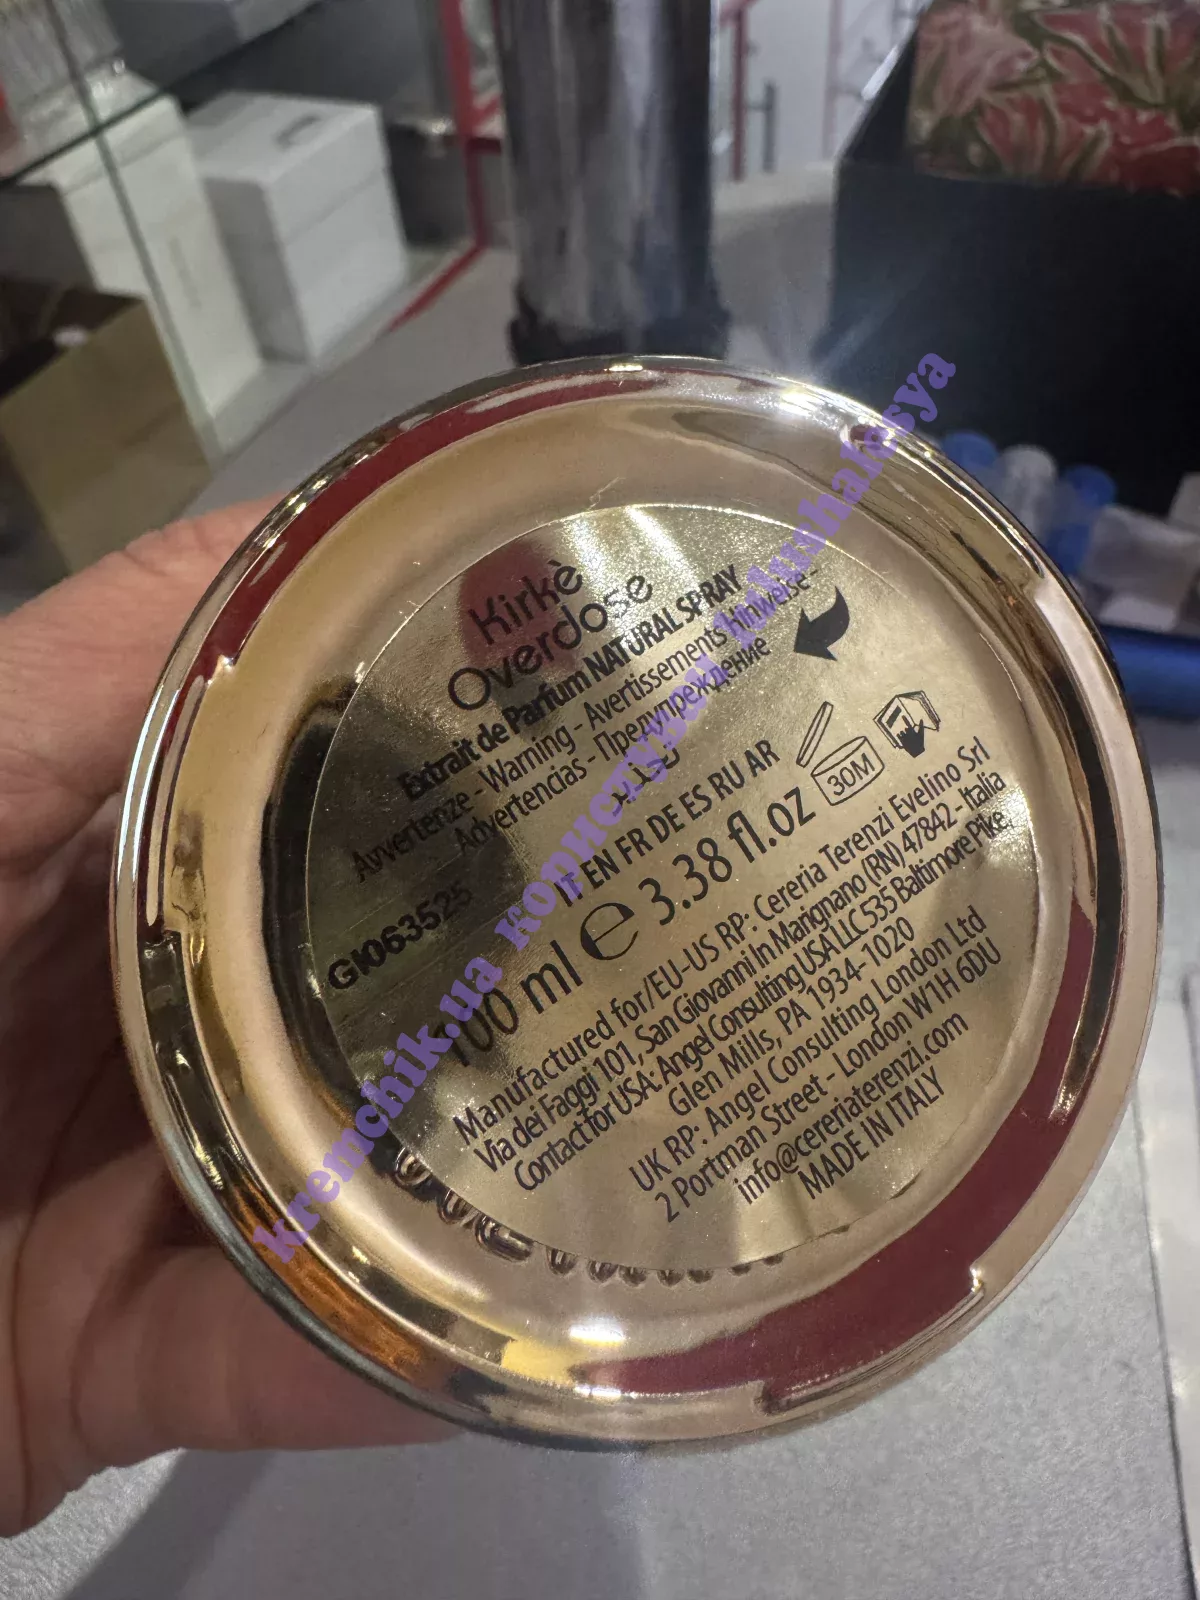 Kirkè
Overdose
Extrait de Parfum NATURAL SPRAY
Avvertenze - Warning - Avertissements Hinweise -
Advertencias - Предупреждение
IT EN FR DE ES RU AR
GI063525
100 ml e 3.38 fl.oz
30M
Manufactured for/EU-US RP: Cereria Terenzi Evelino Srl
Via dei Faggi 101, San Giovanni In Marignano (RN) 47842 - Italia
Contact for USA: Angel Consulting USA LLC 535 Baltimore Pike,
Glen Mills, PA 1934-1020
UK RP: Angel Consulting London Ltd
2 Portman Street - London W1H 6DU
info@cereriaterenzi.com
MADE IN ITALY
kremchik.ua користувач